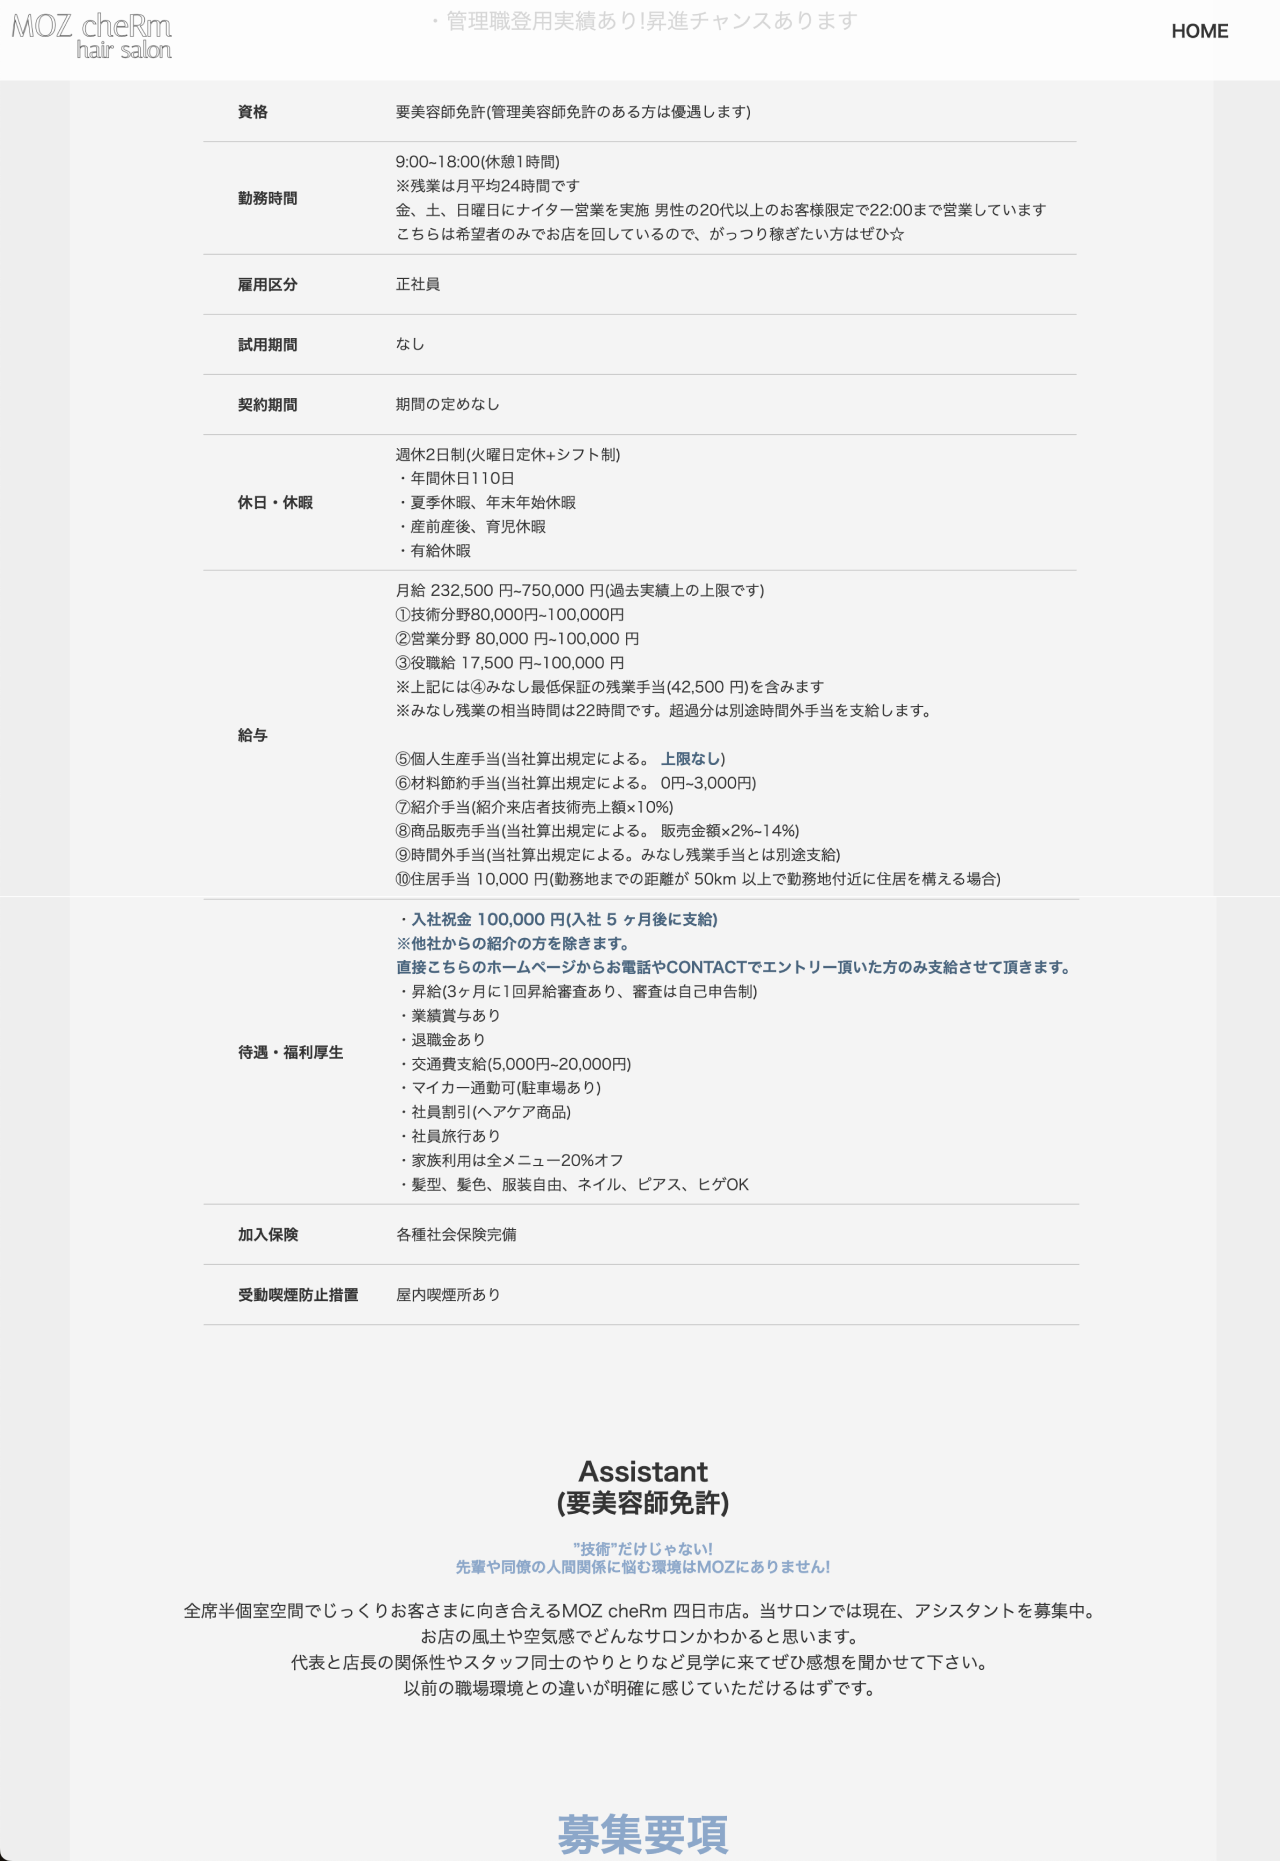 MOZ cheRm
hair salon
・管理職登用実績あり!昇進チャンスあります
HOME
資格
要美容師免許(管理美容師免許のある方は優遇します)
勤務時間
9:00~18:00(休憩1時間)
※残業は月平均24時間です
金、土、日曜日にナイター営業を実施 男性の20代以上のお客様限定で22:00まで営業しています
こちらは希望者のみでお店を回しているので、がっつり稼ぎたい方はぜひ☆
雇用区分
正社員
試用期間
なし
契約期間
期間の定めなし
休日・休暇
週休2日制(火曜日定休+シフト制)
・年間休日110日
・夏季休暇、年末年始休暇
・産前産後、育児休暇
・有給休暇
給与
月給 232,500 円~750,000 円(過去実績上の上限です)
①技術分野80,000円~100,000円
②営業分野 80,000 円~100,000 円
③役職給 17,500 円~100,000 円
※上記には④みなし最低保証の残業手当(42,500 円)を含みます
※みなし残業の相当時間は22時間です。超過分は別途時間外手当を支給します。
⑤個人生産手当(当社算出規定による。 上限なし)
⑥材料節約手当(当社算出規定による。 0円~3,000円)
⑦紹介手当(紹介来店者技術売上額×10%)
⑧商品販売手当(当社算出規定による。 販売金額×2%~14%)
⑨時間外手当(当社算出規定による。みなし残業手当とは別途支給)
⑩住居手当 10,000 円(勤務地までの距離が 50km 以上で勤務地付近に住居を構える場合)
待遇・福利厚生
・入社祝金 100,000 円(入社 5 ヶ月後に支給)
※他社からの紹介の方を除きます。
直接こちらのホームページからお電話やCONTACTでエントリー頂いた方のみ支給させて頂きます。
・昇給(3ヶ月に1回昇給審査あり、審査は自己申告制)
・業績賞与あり
・退職金あり
・交通費支給(5,000円~20,000円)
・マイカー通勤可(駐車場あり)
・社員割引(ヘアケア商品)
・社員旅行あり
・家族利用は全メニュー20%オフ
・髪型、髪色、服装自由、ネイル、ピアス、ヒゲOK
加入保険
各種社会保険完備
受動喫煙防止措置
屋内喫煙所あり
Assistant
(要美容師免許)
”技術”だけじゃない!
先輩や同僚の人間関係に悩む環境はMOZにありません!
全席半個室空間でじっくりお客さまに向き合えるMOZ cheRm 四日市店。当サロンでは現在、アシスタントを募集中。
お店の風土や空気感でどんなサロンかわかると思います。
代表と店長の関係性やスタッフ同士のやりとりなど見学に来てぜひ感想を聞かせて下さい。
以前の職場環境との違いが明確に感じていただけるはずです。
募集要項